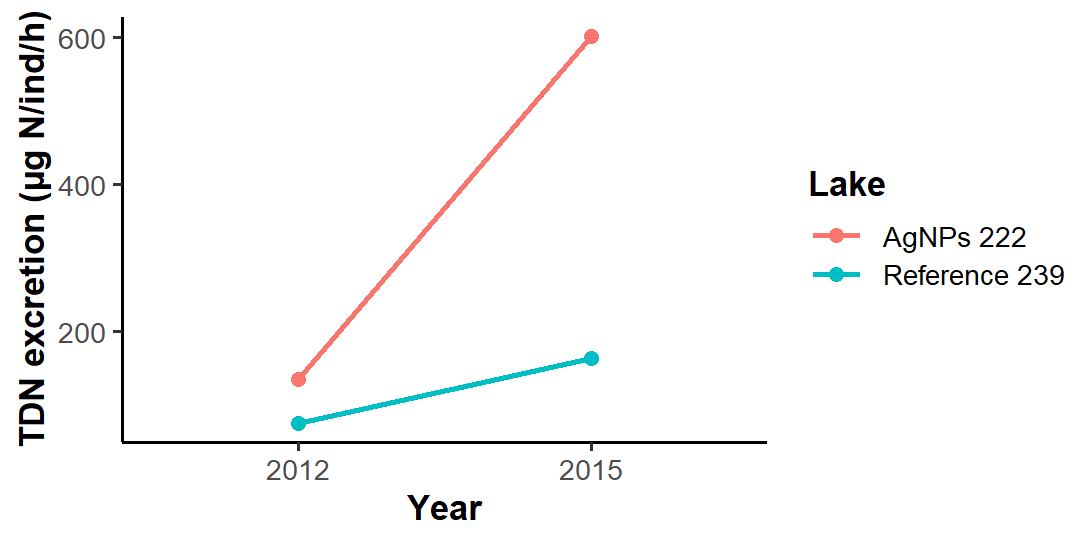 TDN excretion (µg N/ind/h)
600
400
200
2012
2015
Year
Lake
AgNPs 222
Reference 239